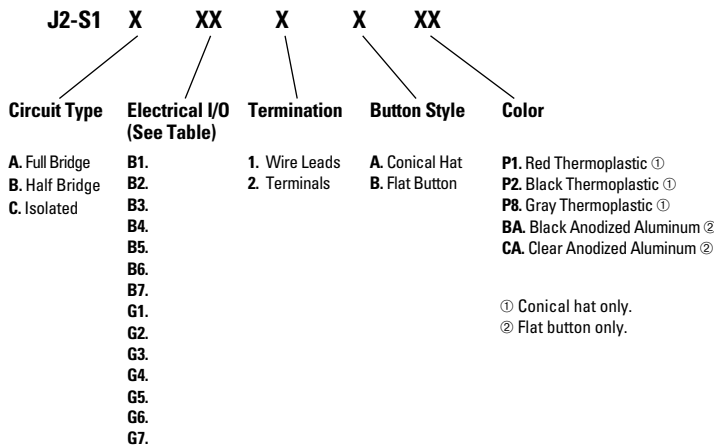 J2-S1 X XX X X XX
Circuit Type
A. Full Bridge
B. Half Bridge
C. Isolated
Electrical I/O
(See Table)
B1.
B2.
B3.
B4.
B5.
B6.
B7.
G1.
G2.
G3.
G4.
G5.
G6.
G7.
Termination
1. Wire Leads
2. Terminals
Button Style
A. Conical Hat
B. Flat Button
Color
P1. Red Thermoplastic ①
P2. Black Thermoplastic ①
P8. Gray Thermoplastic ①
BA. Black Anodized Aluminum ②
CA. Clear Anodized Aluminum ②
① Conical hat only.
② Flat button only.